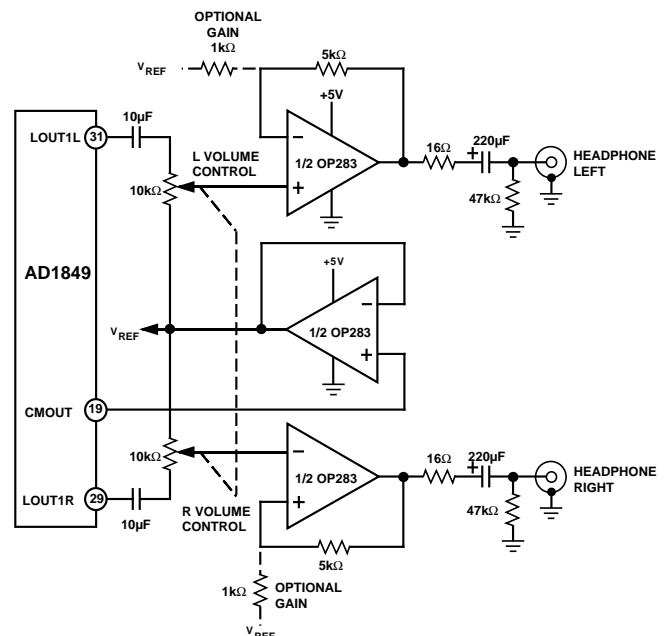 OPTIONAL
GAIN
1kΩ
VREF
5kΩ
+5V
10µF
LOUT1L
31
L VOLUME
CONTROL
−
+
1/2 OP283
16Ω
+
220µF
HEADPHONE
LEFT
47kΩ
10kΩ
AD1849
+5V
−
+
1/2 OP283
VREF
CMOUT
19
10kΩ
−
+
1/2 OP283
16Ω
+
220µF
HEADPHONE
RIGHT
47kΩ
LOUT1R
29
10µF
R VOLUME
CONTROL
5kΩ
1kΩ
OPTIONAL
GAIN
VREF